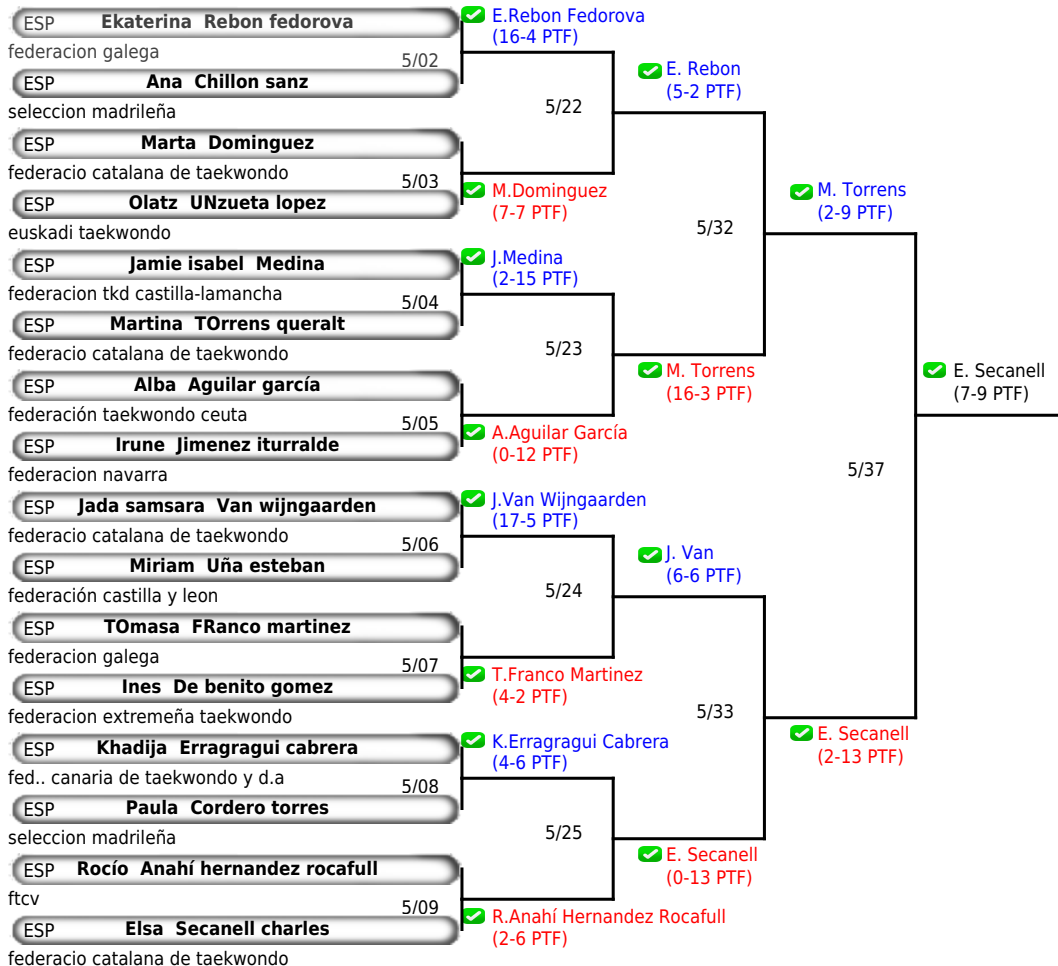 ESP Ekaterina Rebon fedorova
federacion galega
5/02
ESP Ana Chillon sanz
seleccion madrileña
ESP Marta Dominguez
federacio catalana de taekwondo
5/03
ESP Olatz UNzueta lopez
euskadi taekwondo
ESP Jamie isabel Medina
federacion tkd castilla-lamancha
5/04
ESP Martina TOrrens queralt
federacio catalana de taekwondo
ESP Alba Aguilar garcía
federación taekwondo ceuta
5/05
ESP Irune Jimenez iturralde
federacion navarra
ESP Jada samsara Van wijngaarden
federacio catalana de taekwondo
5/06
ESP Miriam Uña esteban
federación castilla y leon
ESP TOmasa FRanco martinez
federacion galega
5/07
ESP Ines De benito gomez
federacion extremeña taekwondo
ESP Khadija Erragragui cabrera
fed.. canaria de taekwondo y d.a
5/08
ESP Paula Cordero torres
seleccion madrileña
ESP Rocío Anahí hernandez rocafull
ftcv
5/09
ESP Elsa Secanell charles
federacio catalana de taekwondo
E.Rebon Fedorova
(16-4 PTF)
5/22
M.Dominguez
(7-7 PTF)
J.Medina
(2-15 PTF)
5/23
A.Aguilar García
(0-12 PTF)
J.Van Wijngaarden
(17-5 PTF)
5/24
T.Franco Martinez
(4-2 PTF)
K.Erragragui Cabrera
(4-6 PTF)
5/25
R.Anahí Hernandez Rocafull
(2-6 PTF)
E. Rebon
(5-2 PTF)
5/32
M. Torrens
(16-3 PTF)
J. Van
(6-6 PTF)
5/33
E. Secanell
(0-13 PTF)
M. Torrens
(2-9 PTF)
5/37
E. Secanell
(2-13 PTF)
E. Secanell
(7-9 PTF)